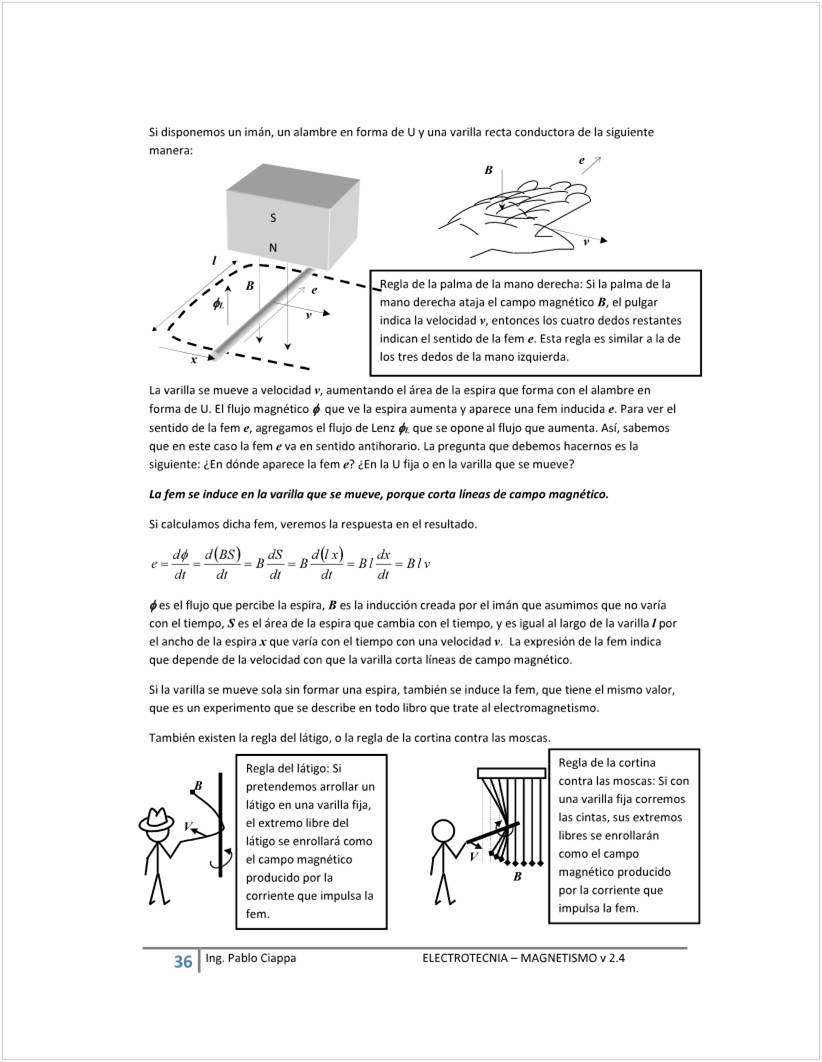 Si disponemos un imán, un alambre en forma de U y una varilla recta conductora de la siguiente
manera:
S
N
l
B
e
ϕL
v
x
B
e
v
Regla de la palma de la mano derecha: Si la palma de la
mano derecha ataja el campo magnético B, el pulgar
indica la velocidad v, entonces los cuatro dedos restantes
indican el sentido de la fem e. Esta regla es similar a la de
los tres dedos de la mano izquierda.
La varilla se mueve a velocidad v, aumentando el área de la espira que forma con el alambre en
forma de U. El flujo magnético ϕ que ve la espira aumenta y aparece una fem inducida e. Para ver el
sentido de la fem e, agregamos el flujo de Lenz ϕL que se opone al flujo que aumenta. Así, sabemos
que en este caso la fem e va en sentido antihorario. La pregunta que debemos hacernos es la
siguiente: ¿En dónde aparece la fem e? ¿En la U fija o en la varilla que se mueve?
La fem se induce en la varilla que se mueve, porque corta líneas de campo magnético.
Si calculamos dicha fem, veremos la respuesta en el resultado.
e = dϕ/dt = d(BS)/dt = B dS/dt = B d(l x)/dt = B l dx/dt = B l v
ϕ es el flujo que percibe la espira, B es la inducción creada por el imán que asumimos que no varía
con el tiempo, S es el área de la espira que cambia con el tiempo, y es igual al largo de la varilla l por
el ancho de la espira x que varía con el tiempo con una velocidad v. La expresión de la fem indica
que depende de la velocidad con que la varilla corta líneas de campo magnético.
Si la varilla se mueve sola sin formar una espira, también se induce la fem, que tiene el mismo valor,
que es un experimento que se describe en todo libro que trate al electromagnetismo.
También existen la regla del látigo, o la regla de la cortina contra las moscas.
B
V
Regla del látigo: Si
pretendemos arrollar un
látigo en una varilla fija,
el extremo libre del
látigo se enrollará como
el campo magnético
producido por la
corriente que impulsa la
fem.
V
B
Regla de la cortina
contra las moscas: Si con
una varilla fija corremos
las cintas, sus extremos
libres se enrollarán
como el campo
magnético producido
por la corriente que
impulsa la fem.
36 Ing. Pablo Ciappa ELECTROTECNIA – MAGNETISMO v 2.4